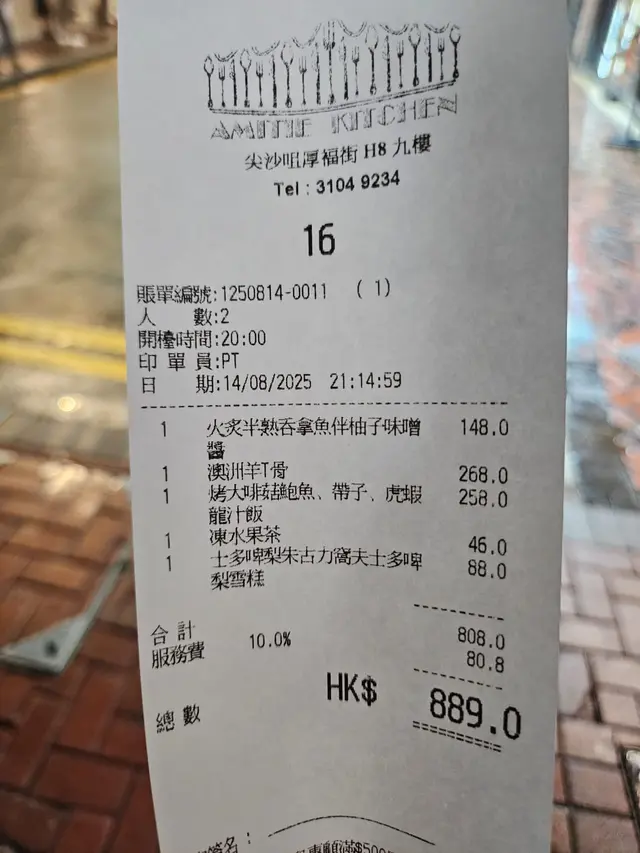 AMITIE KITCHEN
尖沙咀厚福街 H8 九樓
Tel : 3104 9234
16
賬單編號:1250814-0011 ( 1)
人 數:2
開檯時間:20:00
印 單 員:PT
日 期:14/08/2025 21:14:59
1 火炙半熟吞拿魚伴柚子味噌 148.0
醬
1 澳洲羊T骨 268.0
1 烤大啡菇鮑魚、帶子、虎蝦 258.0
龍汁飯
1 凍水果茶 46.0
1 士多啤梨朱古力窩夫士多啤 88.0
梨雪糕
合計 808.0
服務費 10.0% 80.8
總數 HK$ 889.0
簽名: